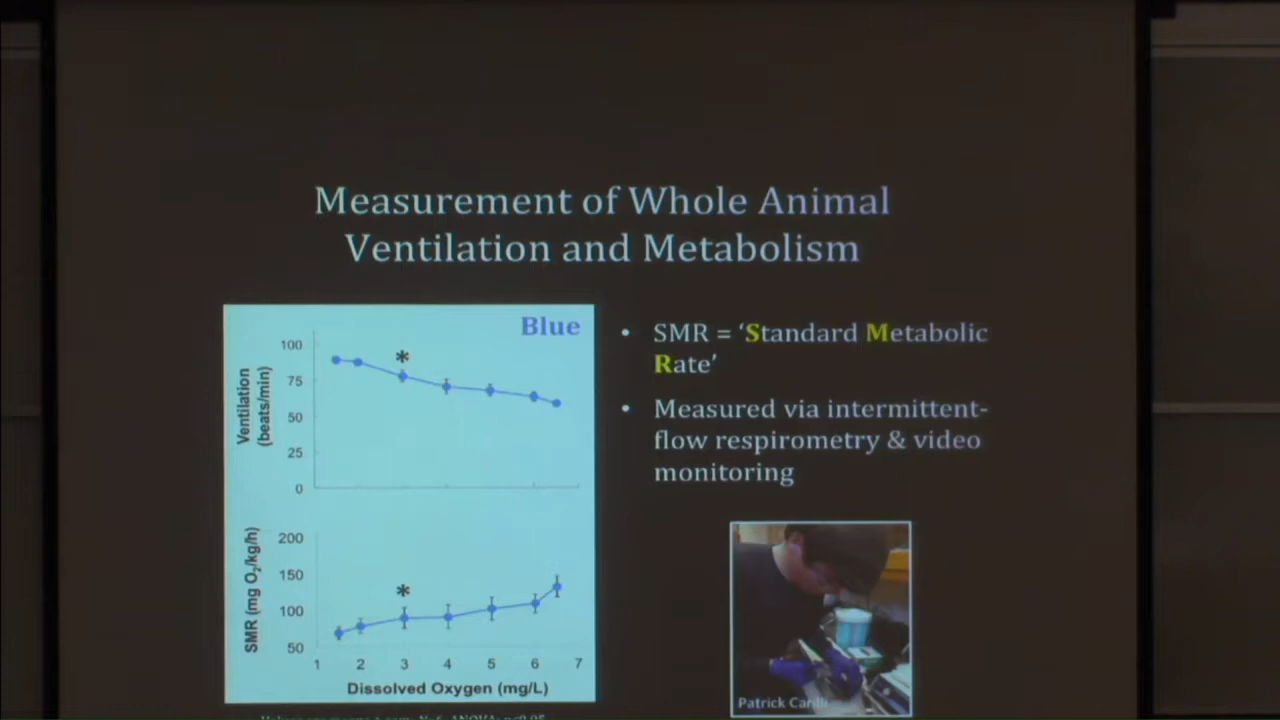 Measurement of Whole Animal
Ventilation and Metabolism
Blue
100
75
50
25
0
Ventilation
(beats/min)
*
200
150
100
50
SMR (mg O₂/kg/h)
*
1 2 3 4 5 6 7
Dissolved Oxygen (mg/L)
• SMR = ‘Standard Metabolic
Rate’
• Measured via intermittent-
flow respirometry & video
monitoring
Patrick